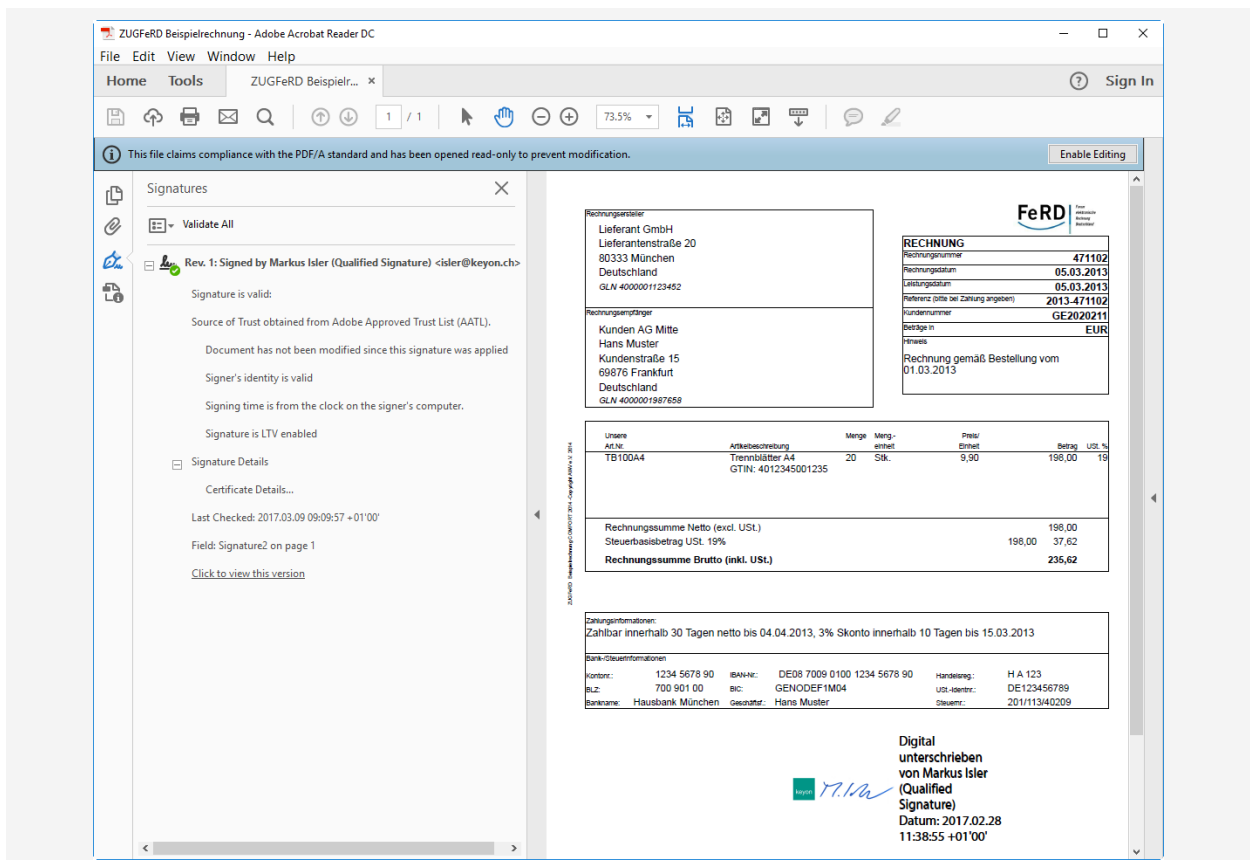 ZUGFeRD Beispielrechnung - Adobe Acrobat Reader DC
File Edit View Window Help
Home Tools ZUGFeRD Beispielr... × ? Sign In
1 / 1 73.5%
This file claims compliance with the PDF/A standard and has been opened read-only to prevent modification. Enable Editing
Signatures
Validate All
Rev. 1: Signed by Markus Isler (Qualified Signature) <isler@keyon.ch>
Signature is valid:
Source of Trust obtained from Adobe Approved Trust List (AATL).
Document has not been modified since this signature was applied
Signer's identity is valid
Signing time is from the clock on the signer's computer.
Signature is LTV enabled
Signature Details
Certificate Details...
Last Checked: 2017.03.09 09:09:57 +01'00'
Field: Signature2 on page 1
Click to view this version
FeRD
Rechnungsersteller
Lieferant GmbH
Lieferantenstraße 20
80333 München
Deutschland
GLN 4000001123452
Rechnungsempfänger
Kunden AG Mitte
Hans Muster
Kundenstraße 15
69876 Frankfurt
Deutschland
GLN 4000001987658
RECHNUNG
Rechnungsnummer 471102
Rechnungsdatum 05.03.2013
Leistungsdatum 05.03.2013
Referenz (bitte bei Zahlung angeben) 2013-471102
Kundennummer GE2020211
Beträge in EUR
Hinweis
Rechnung gemäß Bestellung vom
01.03.2013
Unsere Menge Meng.- Preis/
Art.Nr. Artikelbeschreibung einheit Einheit Betrag USt. %
TB100A4 Trennblätter A4 20 Stk. 9,90 198,00 19
GTIN: 4012345001235
Rechnungssumme Netto (excl. USt.) 198,00
Steuerbasisbetrag USt. 19% 198,00 37,62
Rechnungssumme Brutto (inkl. USt.) 235,62
ZUGFeRD Beispielrechnung COMFORT 2014 -Copyright AWV e.V. 2014
Zahlungsinformationen:
Zahlbar innerhalb 30 Tagen netto bis 04.04.2013, 3% Skonto innerhalb 10 Tagen bis 15.03.2013
Bank-/Steuerinformationen
Kontonr.: 1234 5678 90 IBAN-Nr.: DE08 7009 0100 1234 5678 90 Handelsreg.: H A 123
BLZ: 700 901 00 BIC: GENODEF1M04 USt.-Identnr.: DE123456789
Bankname: Hausbank München Geschäftsf.: Hans Muster Steuernr.: 201/113/40209
keyon
Digital
unterschrieben
von Markus Isler
(Qualified
Signature)
Datum: 2017.02.28
11:38:55 +01'00'